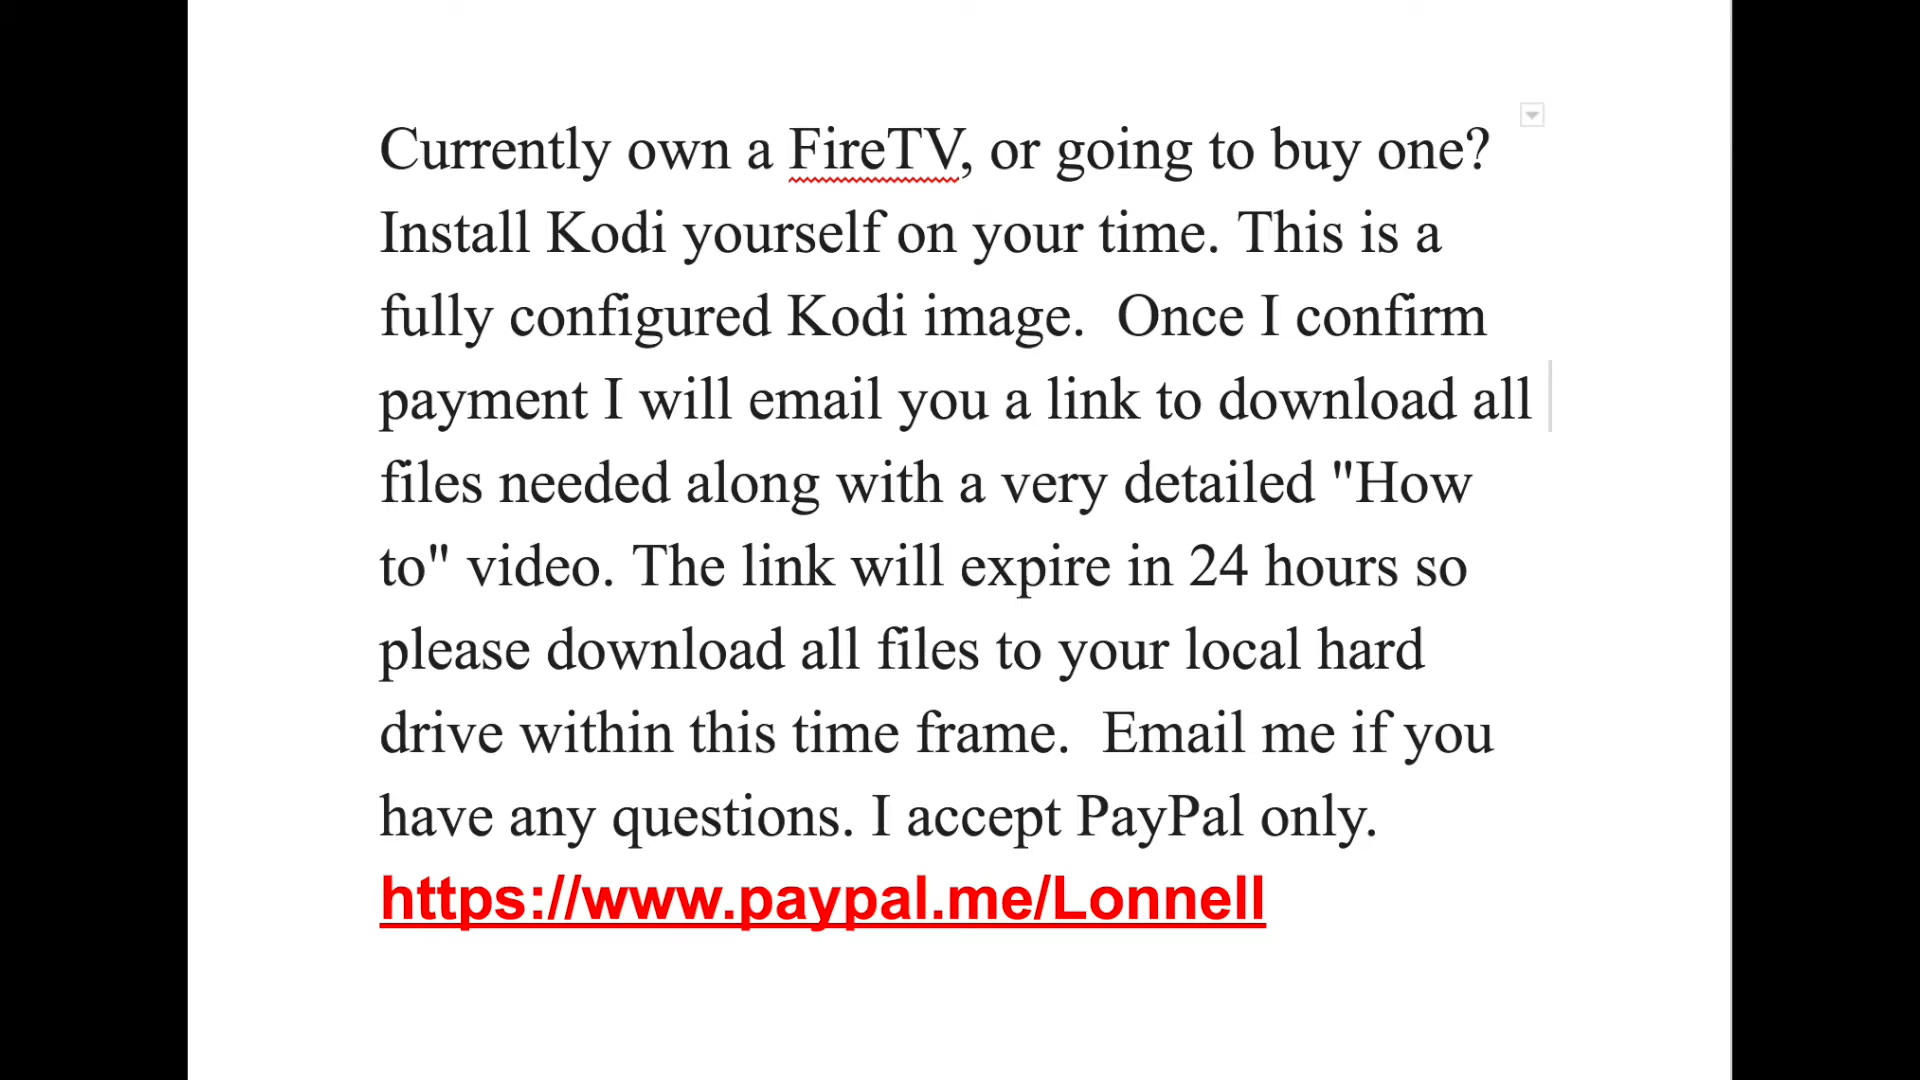 Currently own a FireTV, or going to buy one?
Install Kodi yourself on your time. This is a
fully configured Kodi image.  Once I confirm
payment I will email you a link to download all
files needed along with a very detailed "How
to" video. The link will expire in 24 hours so
please download all files to your local hard
drive within this time frame.  Email me if you
have any questions. I accept PayPal only.
https://www.paypal.me/Lonnell